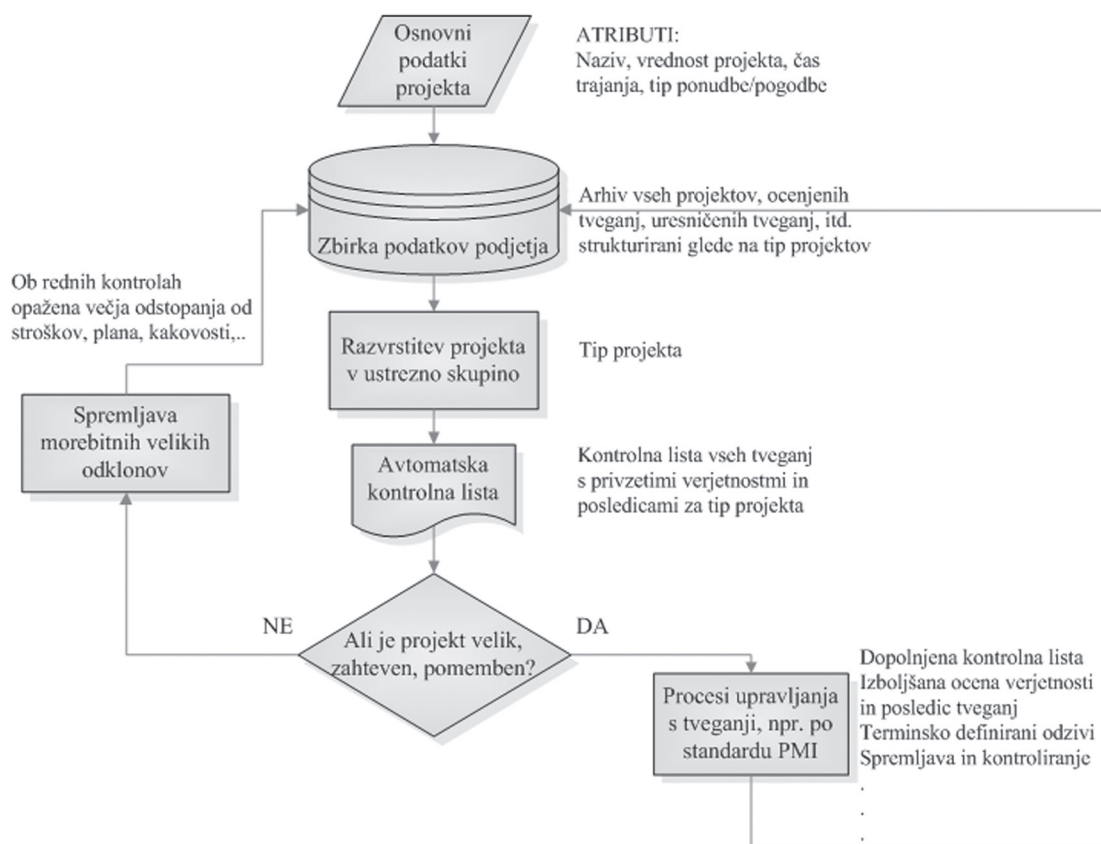 Osnovni
podatki
projekta
ATRIBUTI:
Naziv, vrednost projekta, čas
trajanja, tip ponudbe/pogodbe
Zbirka podatkov podjetja
Arhiv vseh projektov, ocenjenih
tveganj, uresničenih tveganj, itd.
strukturirani glede na tip projektov
Ob rednih kontrolah
opažena večja odstopanja od
stroškov, plana, kakovosti,..
Razvrstitev projekta
v ustrezno skupino
Tip projekta
Spremljava
morebitnih velikih
odklonov
Avtomatska
kontrolna lista
Kontrolna lista vseh tveganj
s privzetimi verjetnostmi in
posledicami za tip projekta
NE
Ali je projekt velik,
zahteven, pomemben?
DA
Procesi upravljanja
s tveganji, npr. po
standardu PMI
Dopolnjena kontrolna lista
Izboljšana ocena verjetnosti
in posledic tveganj
Terminsko definirani odzivi
Spremljava in kontroliranje
.
.
.